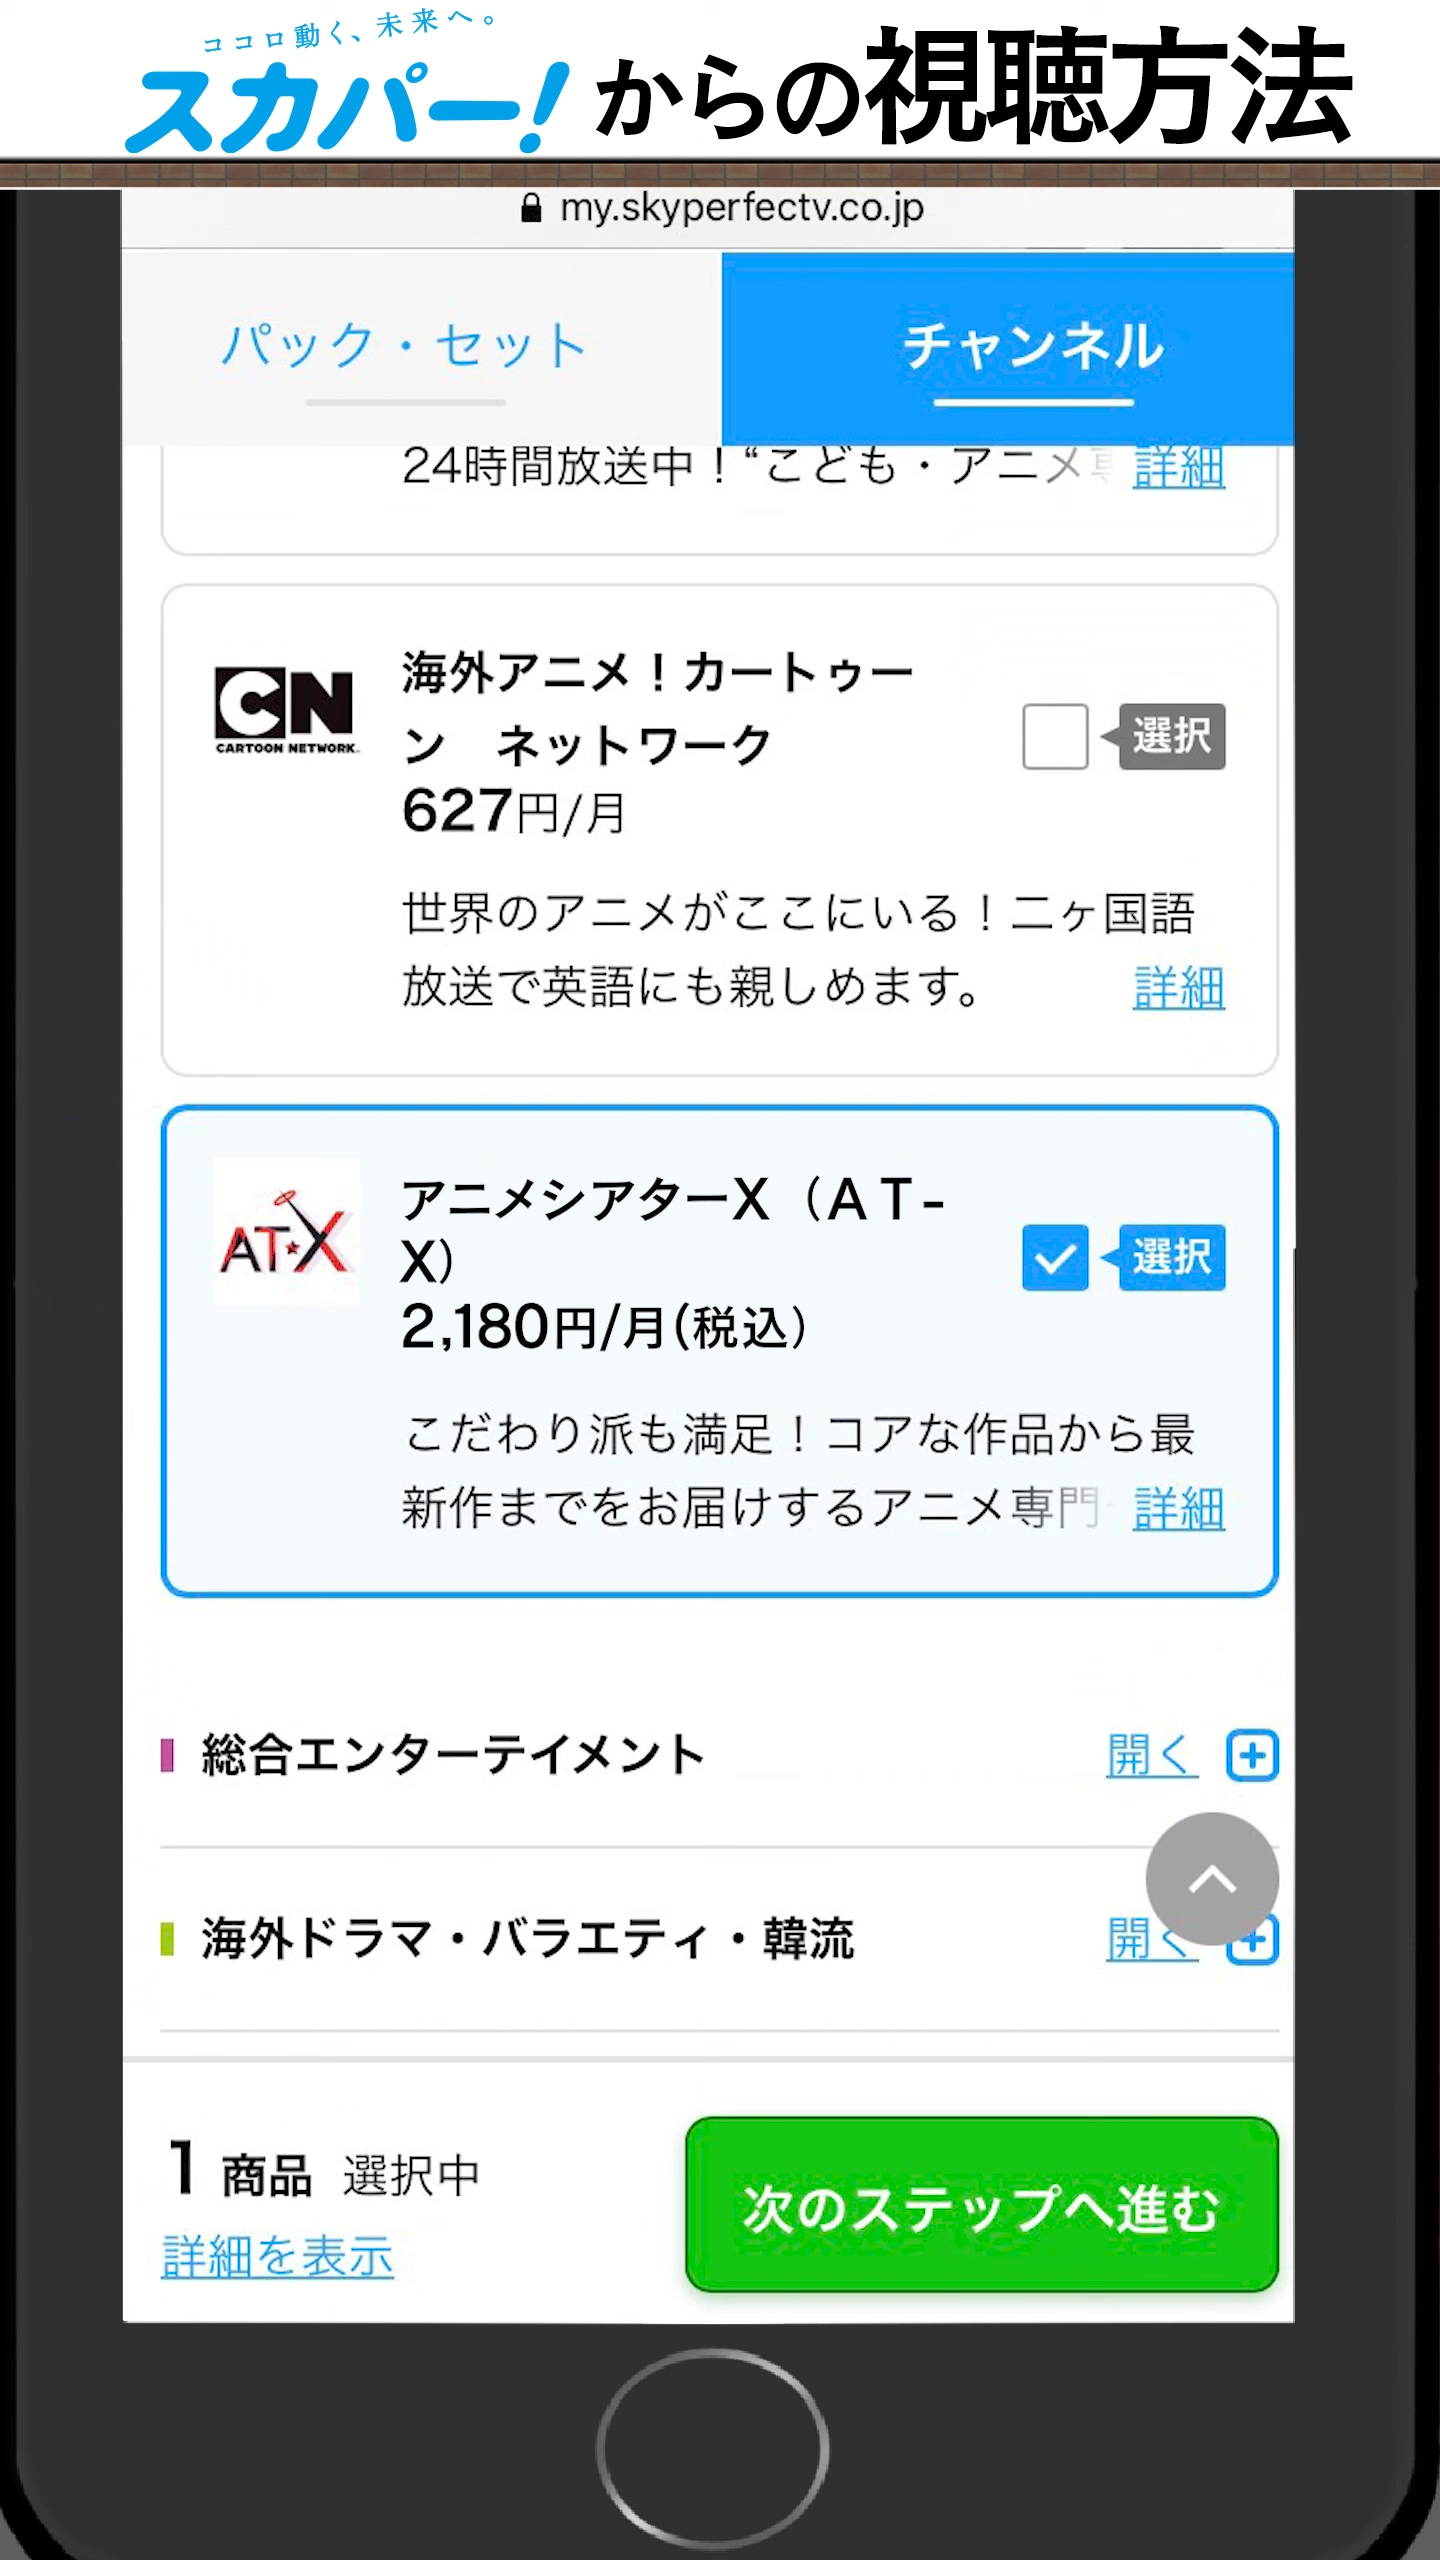 ココロ動く、未来へ。
スカパー！からの視聴方法
my.skyperfectv.co.jp
パック・セット
チャンネル
24時間放送中！“こども・アニメ
詳細
CN
CARTOON NETWORK
海外アニメ！カートゥー
ン　ネットワーク
627円/月
選択
世界のアニメがここにいる！二ヶ国語
放送で英語にも親しめます。
詳細
AT★X
アニメシアターX（ＡＴ-
X）
2,180円/月(税込）
選択
こだわり派も満足！コアな作品から最
新作までをお届けするアニメ専門
詳細
総合エンターテイメント
開く
海外ドラマ・バラエティ・韓流
開く
1 商品 選択中
詳細を表示
次のステップへ進む